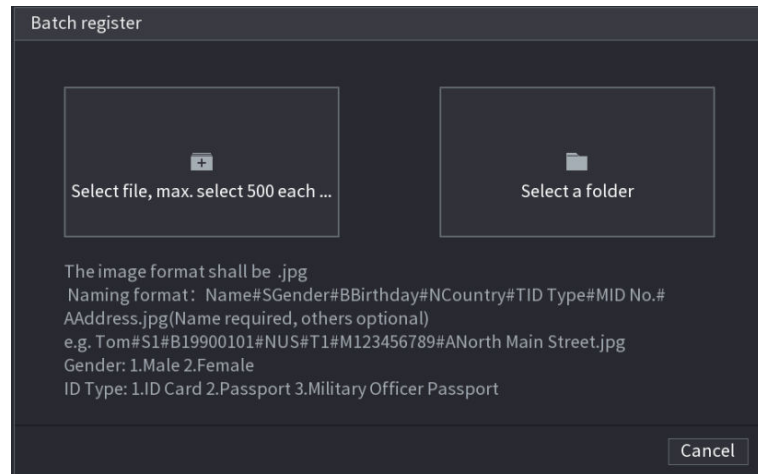 Batch register
Select file, max. select 500 each ...
Select a folder
The image format shall be .jpg
Naming format: Name#SGender#BBirthday#NCountry#TID Type#MID No.#
AAddress.jpg(Name required, others optional)
e.g. Tom#S1#B19900101#NUS#T1#M123456789#ANorth Main Street.jpg
Gender: 1.Male 2.Female
ID Type: 1.ID Card 2.Passport 3.Military Officer Passport
Cancel